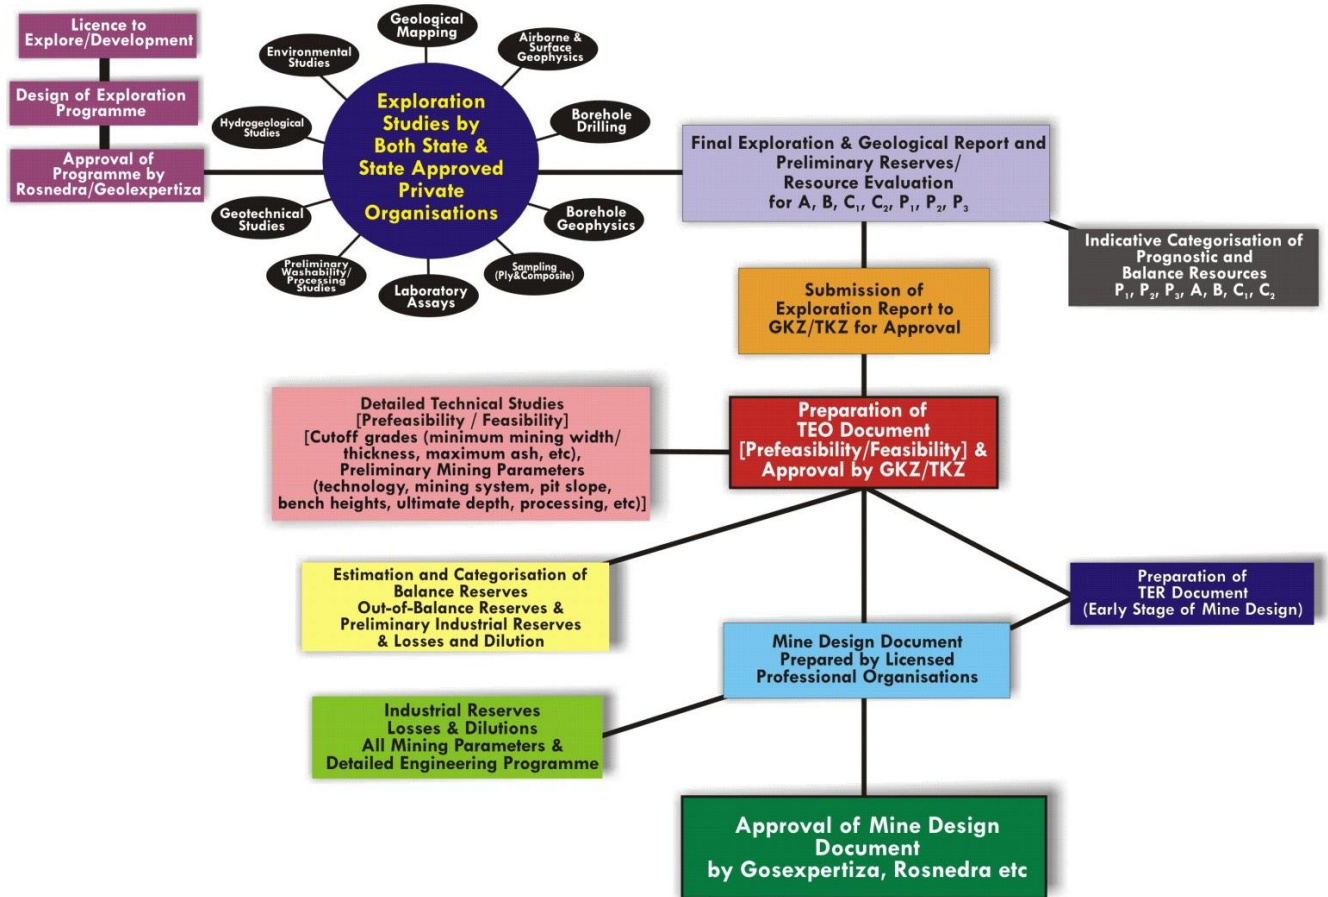 Licence to
Explore/Development
Design of Exploration
Programme
Approval of
Programme by
Rosnedra/Geolexpertiza
Geological
Mapping
Airborne &
Surface
Geophysics
Environmental
Studies
Hydrogeological
Studies
Borehole
Drilling
Exploration
Studies by
Both State &
State Approved
Private
Organisations
Geotechnical
Studies
Borehole
Geophysics
Preliminary
Washability/
Processing
Studies
Laboratory
Assays
Sampling
(Ply&Composite)
Final Exploration & Geological Report and
Preliminary Reserves/
Resource Evaluation
for A, B, C₁, C₂, P₁, P₂, P₃
Indicative Categorisation of
Prognostic and
Balance Resources
P₁, P₂, P₃, A, B, C₁, C₂
Submission of
Exploration Report to
GKZ/TKZ for Approval
Detailed Technical Studies
[Prefeasibility / Feasibility]
[Cutoff grades (minimum mining width/
thickness, maximum ash, etc),
Preliminary Mining Parameters
(technology, mining system, pit slope,
bench heights, ultimate depth, processing, etc)]
Preparation of
TEO Document
[Prefeasibility/Feasibility] &
Approval by GKZ/TKZ
Estimation and Categorisation of
Balance Reserves
Out-of-Balance Reserves &
Preliminary Industrial Reserves
& Losses and Dilution
Preparation of
TER Document
(Early Stage of Mine Design)
Mine Design Document
Prepared by Licensed
Professional Organisations
Industrial Reserves
Losses & Dilutions
All Mining Parameters &
Detailed Engineering Programme
Approval of Mine Design
Document
by Gosexpertiza, Rosnedra etc